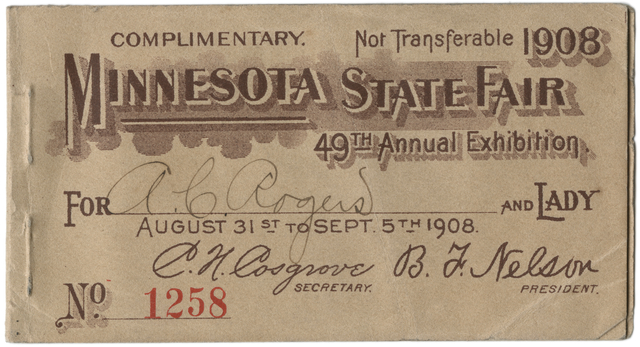 COMPLIMENTARY. Not Transferable 1908
MINNESOTA STATE FAIR
49TH Annual Exhibition.
FOR A. C. Rogers AND LADY
AUGUST 31ST TO SEPT. 5TH 1908.
C. N. Cosgrove B. F. Nelson
SECRETARY. PRESIDENT.
No 1258